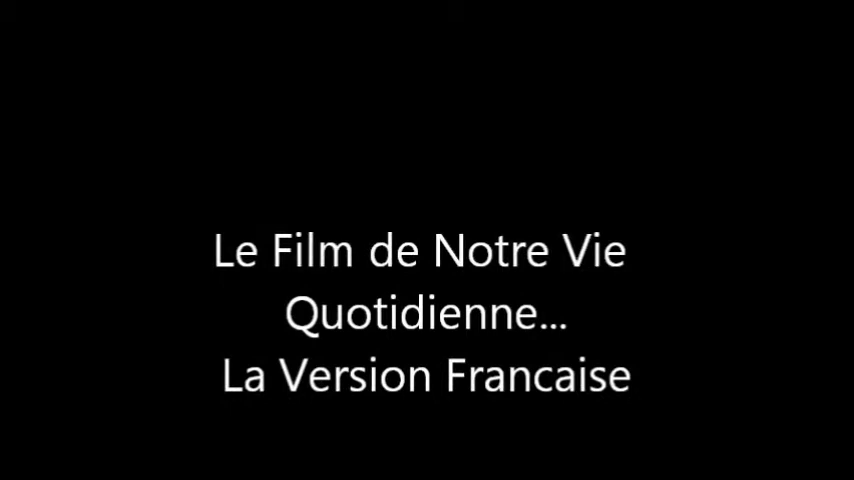 Le Film de Notre Vie
Quotidienne...
La Version Francaise